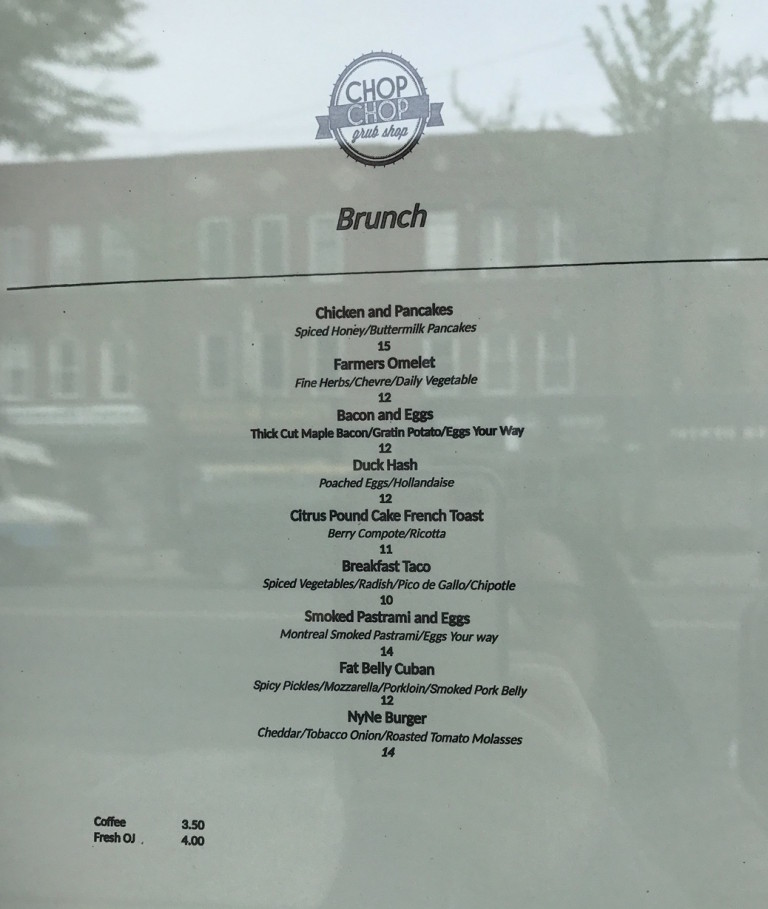 CHOP
CHOP
grub shop
Brunch
Chicken and Pancakes
Spiced Honey/Buttermilk Pancakes
15
Farmers Omelet
Fine Herbs/Chevre/Daily Vegetable
12
Bacon and Eggs
Thick Cut Maple Bacon/Gratin Potato/Eggs Your Way
12
Duck Hash
Poached Eggs/Hollandaise
12
Citrus Pound Cake French Toast
Berry Compote/Ricotta
11
Breakfast Taco
Spiced Vegetables/Radish/Pico de Gallo/Chipotle
10
Smoked Pastrami and Eggs
Montreal Smoked Pastrami/Eggs Your way
14
Fat Belly Cuban
Spicy Pickles/Mozzarella/Porkloin/Smoked Pork Belly
12
NyNe Burger
Cheddar/Tobacco Onion/Roasted Tomato Molasses
14
Coffee 3.50
Fresh OJ . 4.00